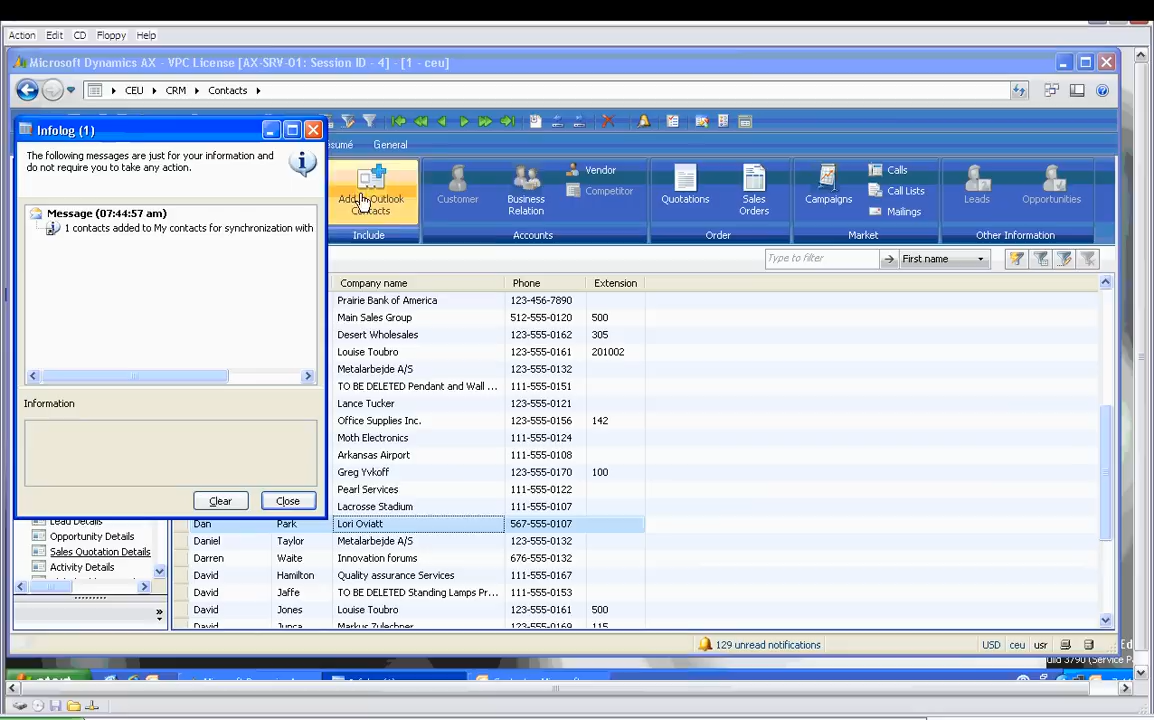 Action Edit CD Floppy Help
Microsoft Dynamics AX - VPC License [AX-SRV-01: Session ID - 4] - [1 - ceu]
CEU CRM Contacts
Infolog (1)
The following messages are just for your information and
do not require you to take any action.
Message (07:44:57 am)
1 contacts added to My contacts for synchronization with
Information
Clear Close
General
Contacts
Include
Customer
Business
Relation
Vendor
Competitor
Accounts
Quotations
Sales
Orders
Order
Campaigns
Calls
Call Lists
Mailings
Market
Leads
Opportunities
Other Information
Type to filter First name
Company name Phone Extension
Prairie Bank of America 123-456-7890
Main Sales Group 512-555-0120 500
Desert Wholesales 123-555-0162 305
Louise Toubro 123-555-0161 201002
Metalarbejde A/S 123-555-0132
TO BE DELETED Pendant and Wall ... 111-555-0151
Lance Tucker 123-555-0121
Office Supplies Inc. 123-555-0156 142
Moth Electronics 111-555-0124
Arkansas Airport 111-555-0108
Greg Yvkoff 123-555-0170 100
Pearl Services 111-555-0122
Lacrosse Stadium 111-555-0107
Dan Park Lori Oviatt 567-555-0107
Daniel Taylor Metalarbejde A/S 123-555-0132
Darren Waite Innovation forums 676-555-0132
David Hamilton Quality assurance Services 111-555-0167
David Jaffe TO BE DELETED Standing Lamps Pr... 111-555-0153
David Jones Louise Toubro 123-555-0161 500
David 115
Lead Details
Opportunity Details
Sales Quotation Details
Activity Details
129 unread notifications USD ceu usr